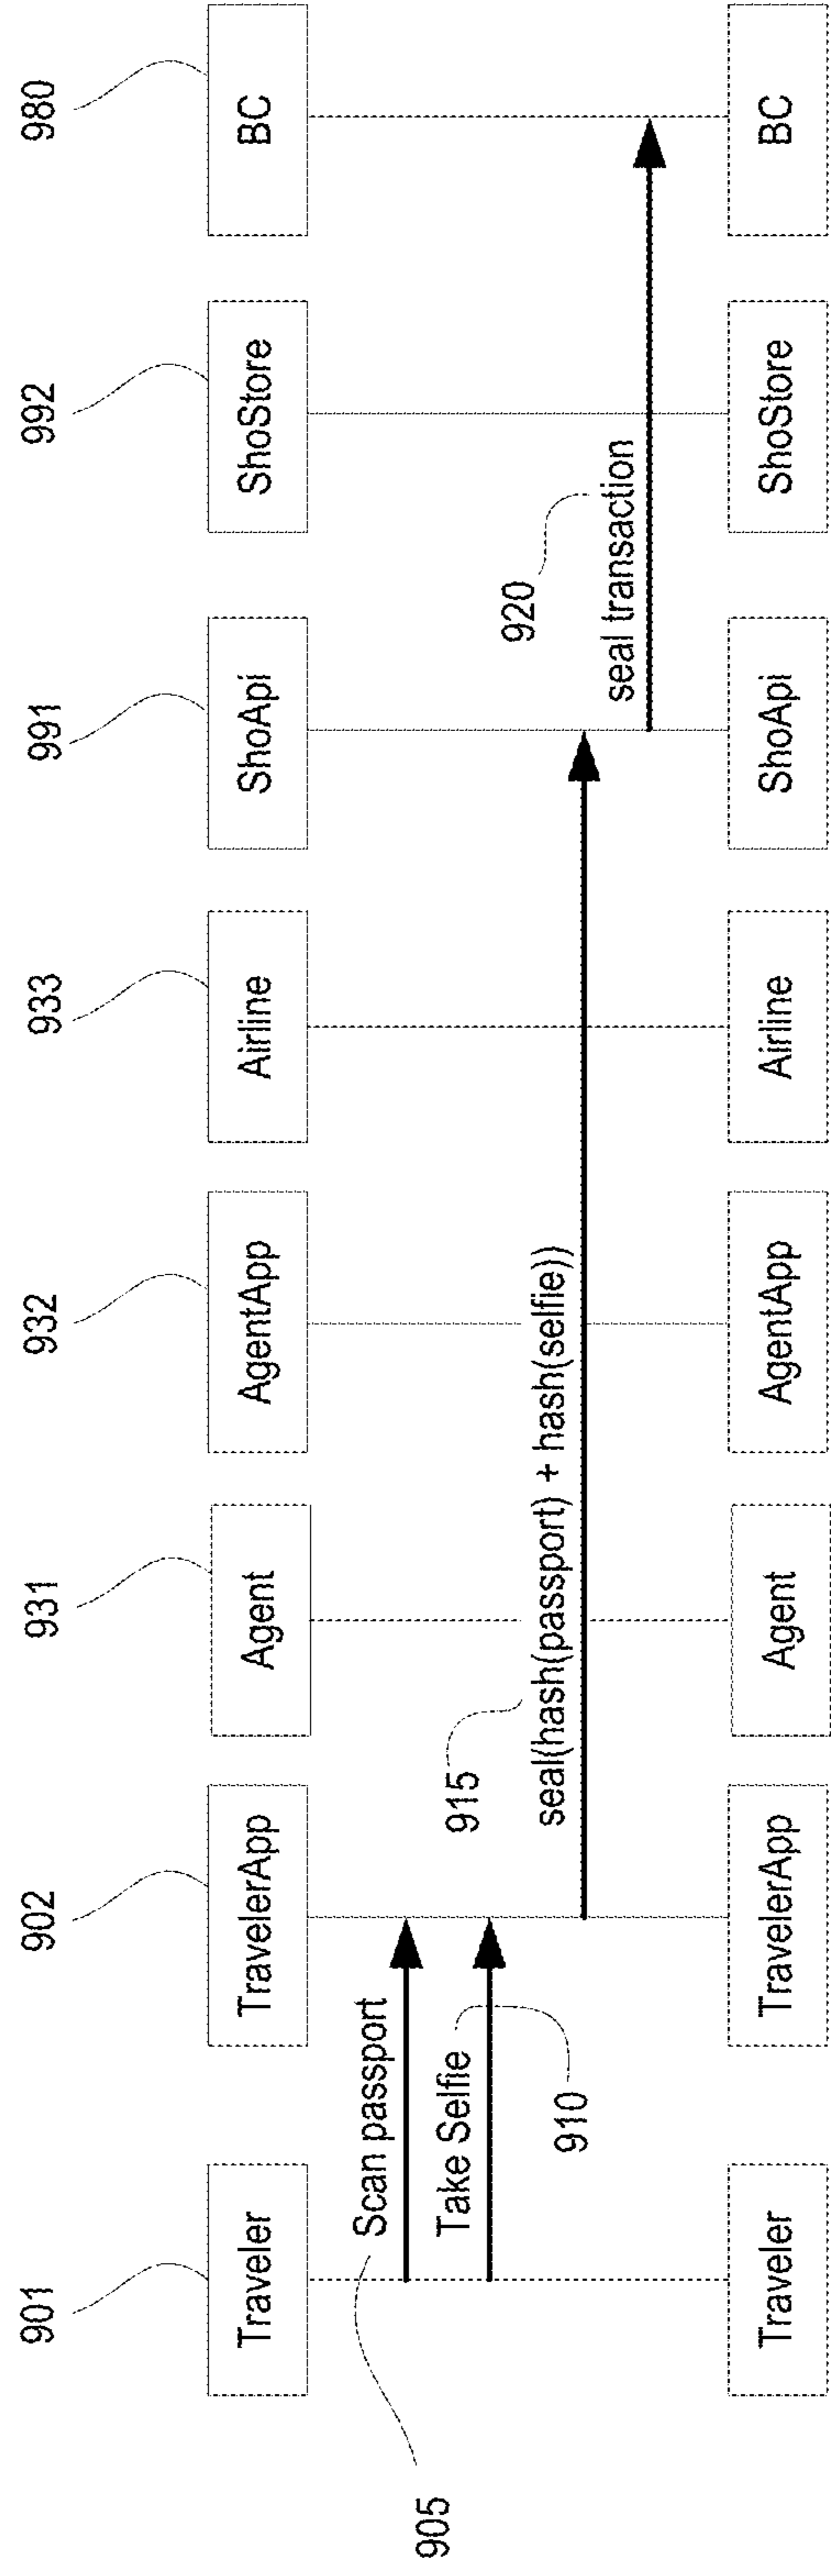 901
902
931
932
933
991
992
980
Traveler
TravelerApp
Agent
AgentApp
Airline
ShoApi
ShoStore
BC
905
Scan passport
Take Selfie
910
915
seal(hash(passport) + hash(selfie))
920
seal transaction
Traveler
TravelerApp
Agent
AgentApp
Airline
ShoApi
ShoStore
BC